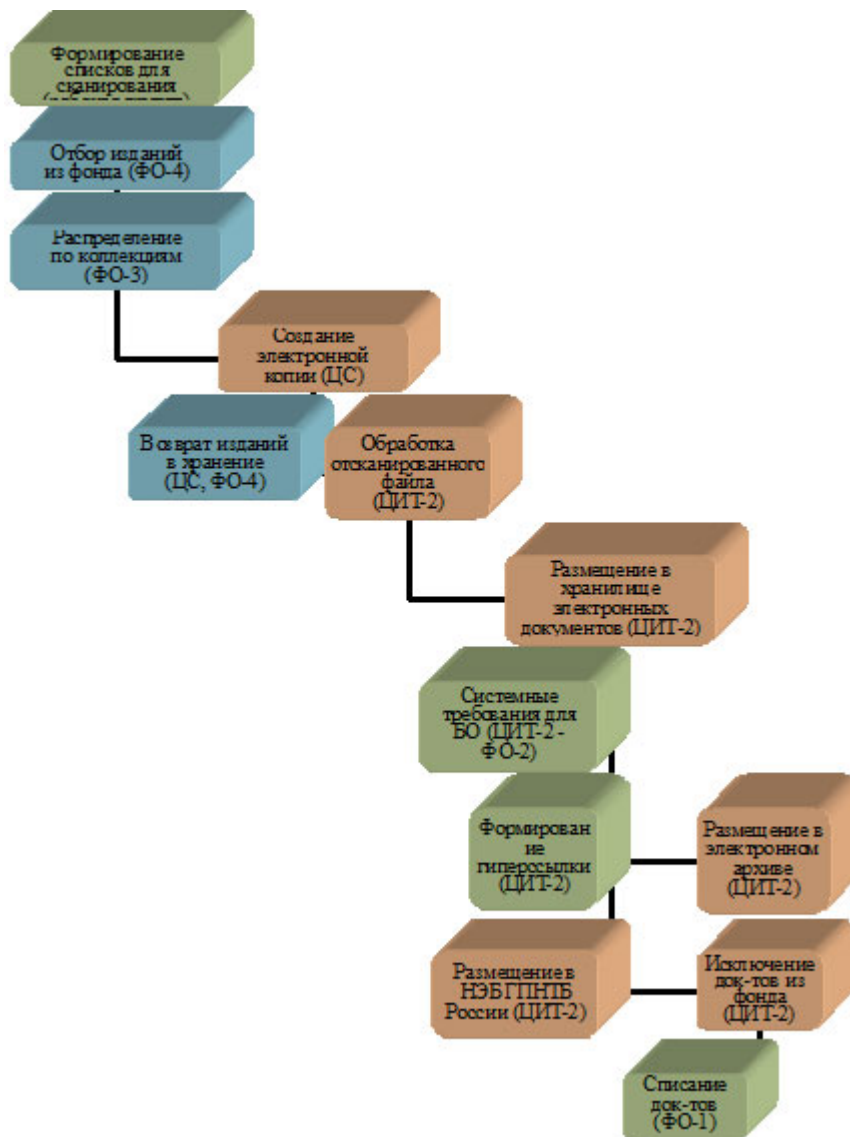 Формирование
списков для
сканирования
Отбор изданий
из фонда (ФО-4)
Распределение
по коллекциям
(ФО-3)
Создание
электронной
копии (ЦС)
Возврат изданий
в хранение
(ЦС, ФО-4)
Обработка
отсканированного
файла
(ЦИТ-2)
Размещение в
хранилище
электронных
документов (ЦИТ-2)
Системные
требования для
БО (ЦИТ-2 -
ФО-2)
Формирован
ие
гиперссылки
(ЦИТ-2)
Размещение в
электронном
архиве
(ЦИТ-2)
Размещение в
НЭБ ГПНТБ
России (ЦИТ-2)
Исключение
док-тов из
фонда
(ЦИТ-2)
Списание
док-тов
(ФО-1)